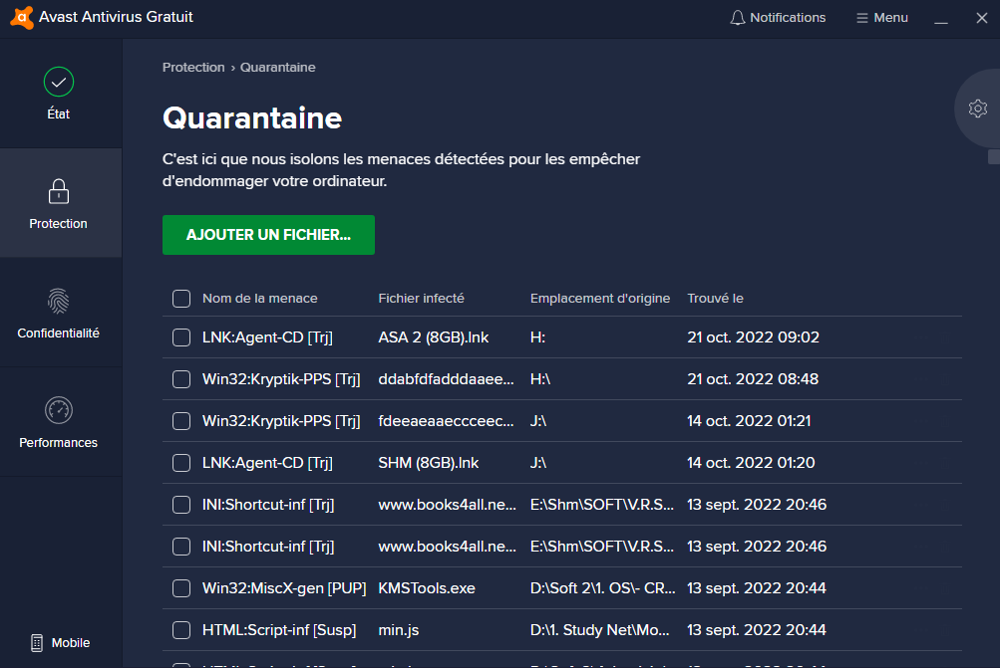 Avast Antivirus Gratuit
Notifications
Menu
État
Protection
Confidentialité
Performances
Mobile
Protection › Quarantaine
Quarantaine
C'est ici que nous isolons les menaces détectées pour les empêcher
d'endommager votre ordinateur.
AJOUTER UN FICHIER...
Nom de la menace Fichier infecté Emplacement d'origine Trouvé le
LNK:Agent-CD [Trj] ASA 2 (8GB).lnk H: 21 oct. 2022 09:02
Win32:Kryptik-PPS [Trj] ddabfdfadddaaee... H:\ 21 oct. 2022 08:48
Win32:Kryptik-PPS [Trj] fdeeaeaaeccceec... J:\ 14 oct. 2022 01:21
LNK:Agent-CD [Trj] SHM (8GB).lnk J:\ 14 oct. 2022 01:20
INI:Shortcut-inf [Trj] www.books4all.ne... E:\Shm\SOFT\V.R.S... 13 sept. 2022 20:46
INI:Shortcut-inf [Trj] www.books4all.ne... E:\Shm\SOFT\V.R.S... 13 sept. 2022 20:46
Win32:MiscX-gen [PUP] KMSTools.exe D:\Soft 2\1. OS\- CR... 13 sept. 2022 20:44
HTML:Script-inf [Susp] min.js D:\1. Study Net\Mo... 13 sept. 2022 20:44